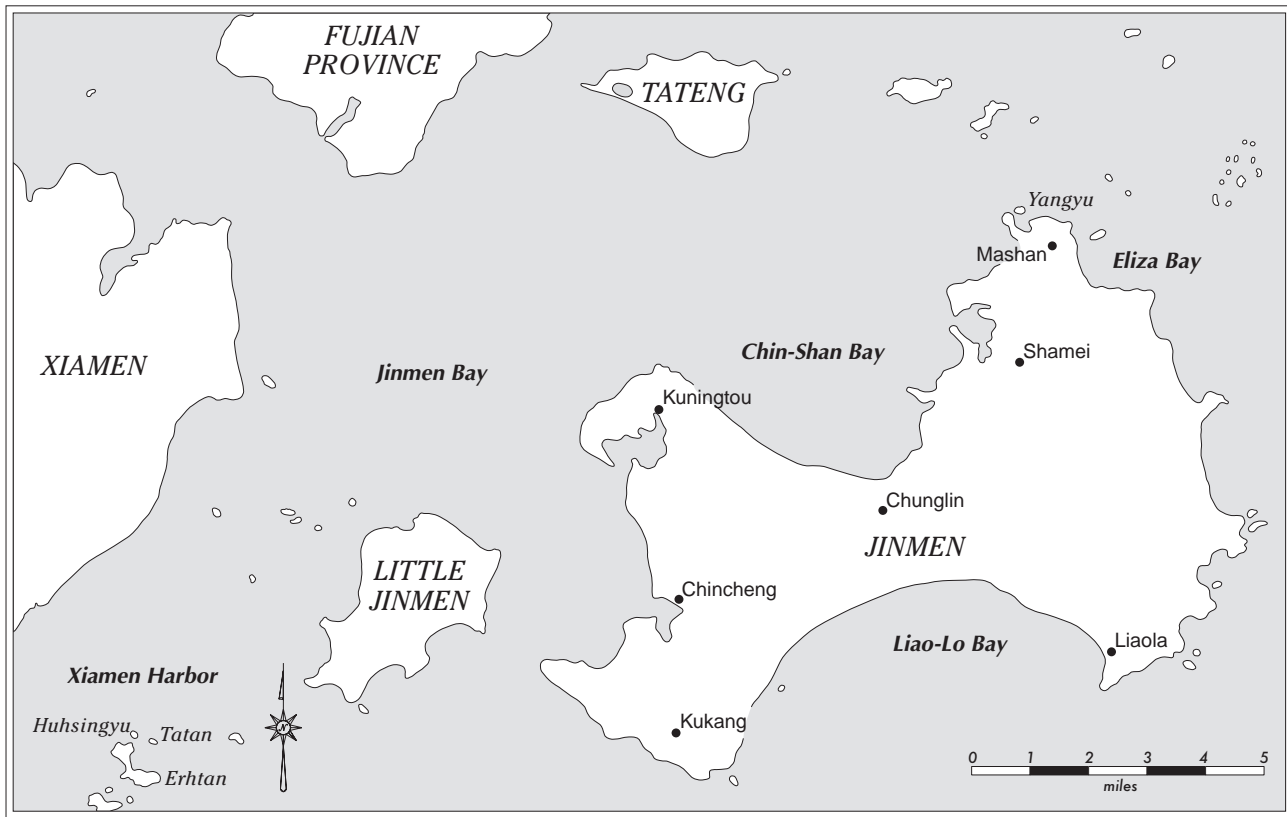 FUJIAN
PROVINCE
TATENG
Yangyu
Mashan
Eliza Bay
XIAMEN
Chin-Shan Bay
Shamei
Jinmen Bay
Kuningtou
Chunglin
JINMEN
LITTLE
JINMEN
Chincheng
Liao-Lo Bay
Liaola
Xiamen Harbor
Huhsingyu
Tatan
Kukang
N
Erhtan
0 1 2 3 4 5
miles